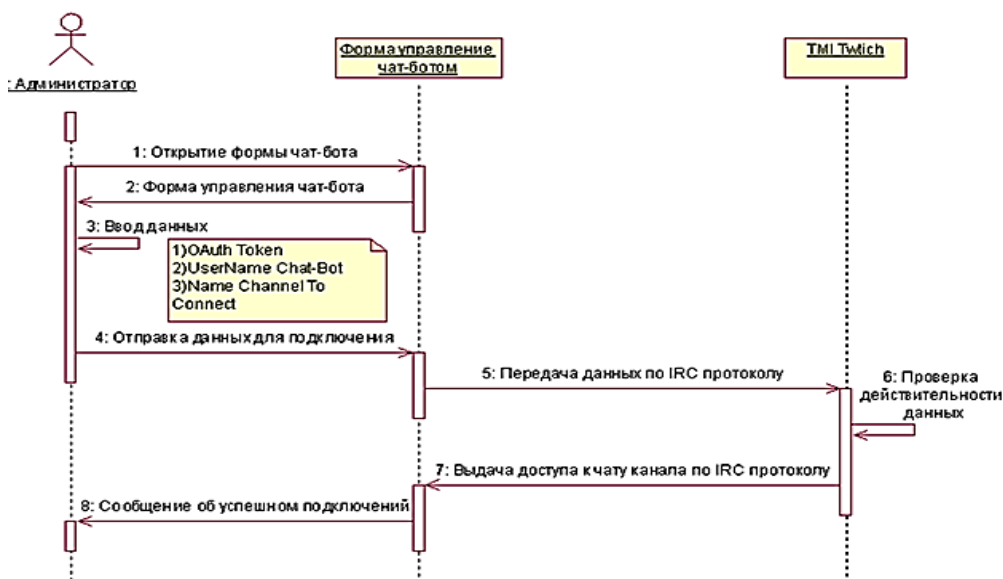 Форма управление
чат-ботом
TMI Twtich
: Администратор
1: Открытие формы чат-бота
2: Форма управления чат-бота
3: Ввод данных
1)OAuth Token
2)UserName Chat-Bot
3)Name Channel To
Connect
4: Отправка данных для подключения
5: Передача данных по IRC протоколу
6: Проверка
действительности
данных
7: Выдача доступа к чату канала по IRC протоколу
8: Сообщение об успешном подключений